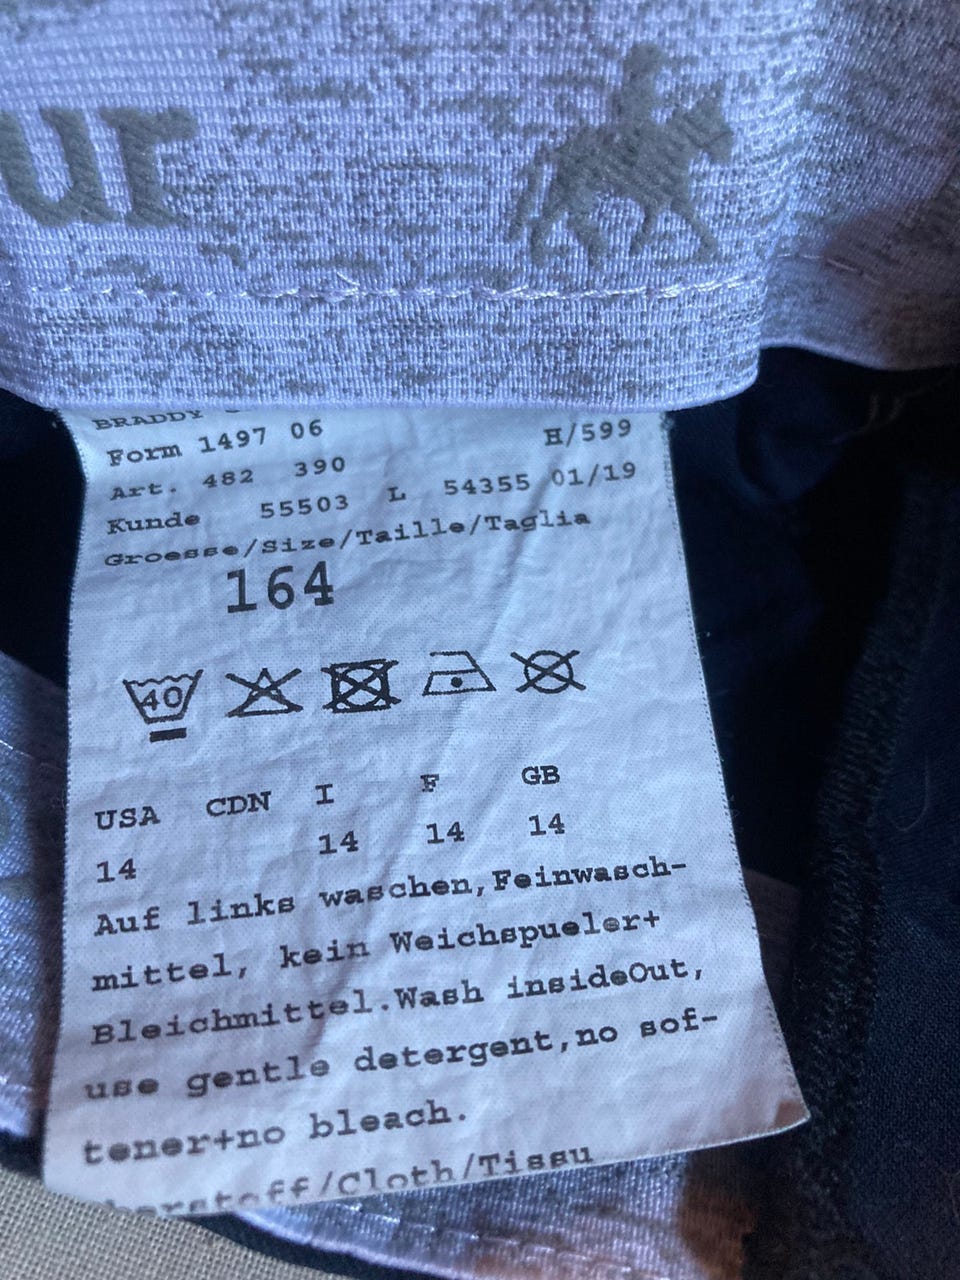 ur
BRADDY
Form 1497 06 H/599
Art. 482 390
Kunde 55503 L 54355 01/19
Groesse/Size/Taille/Taglia
164
40
USA CDN I F GB
14 14 14 14
Auf links waschen,Feinwasch-
mittel, kein Weichspueler+
Bleichmittel.Wash insideOut,
use gentle detergent,no sof-
tener+no bleach.
/Cloth/Tissu